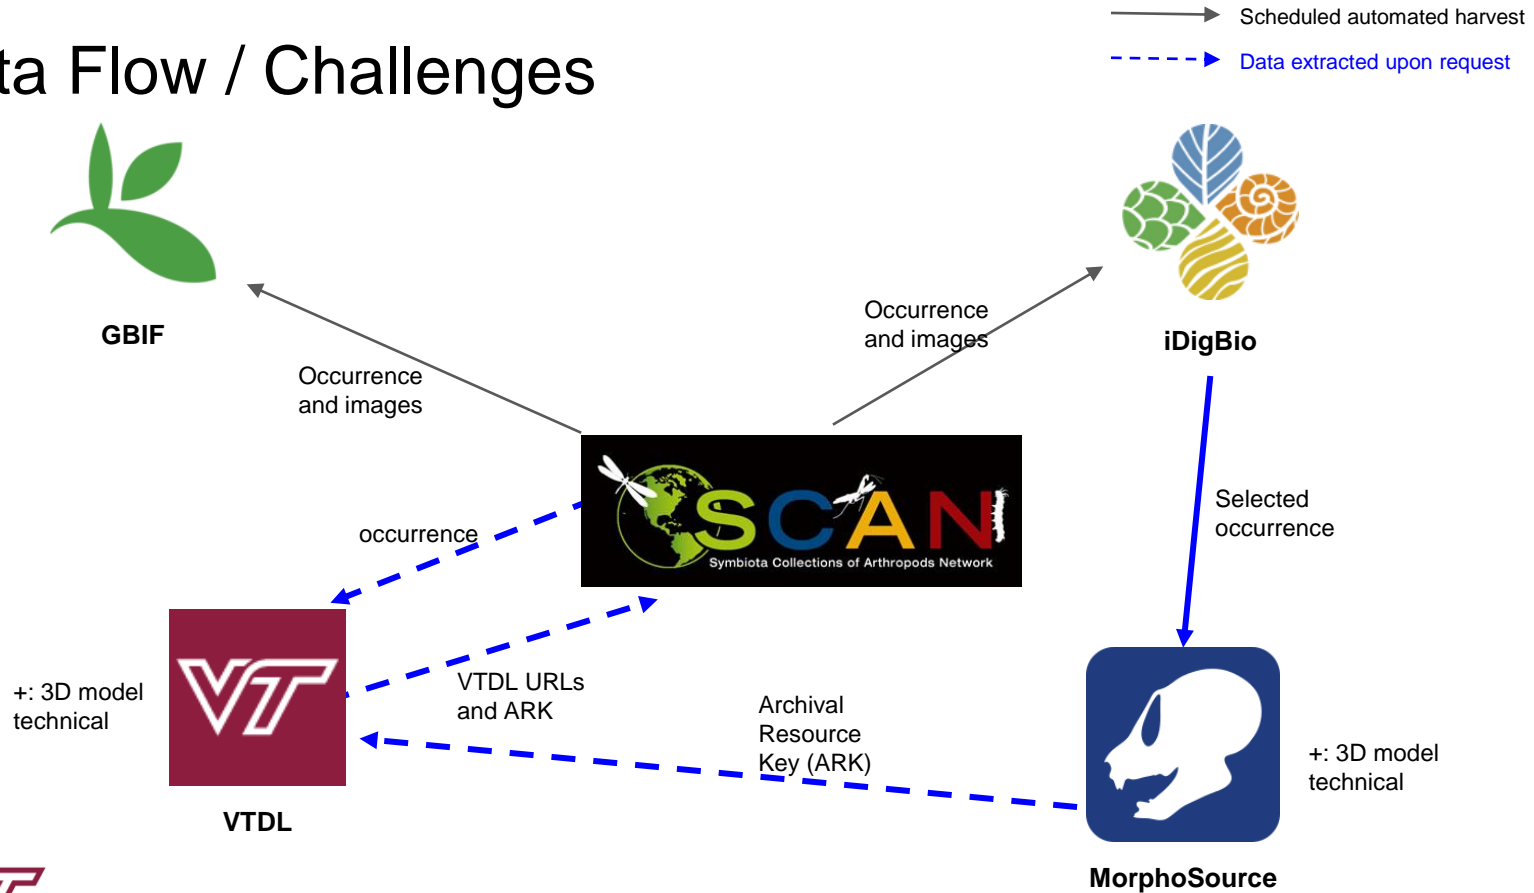 Scheduled automated harvest
ta Flow / Challenges
Data extracted upon request
Occurrence
and images
GBIF
iDigBio
Occurrence
and images
SCAN
Symbiota Collections of Arthropods Network
Selected
occurrence
occurrence
+: 3D model
technical
VT
VTDL URLs
and ARK
Archival
Resource
Key (ARK)
+: 3D model
technical
VTDL
MorphoSource